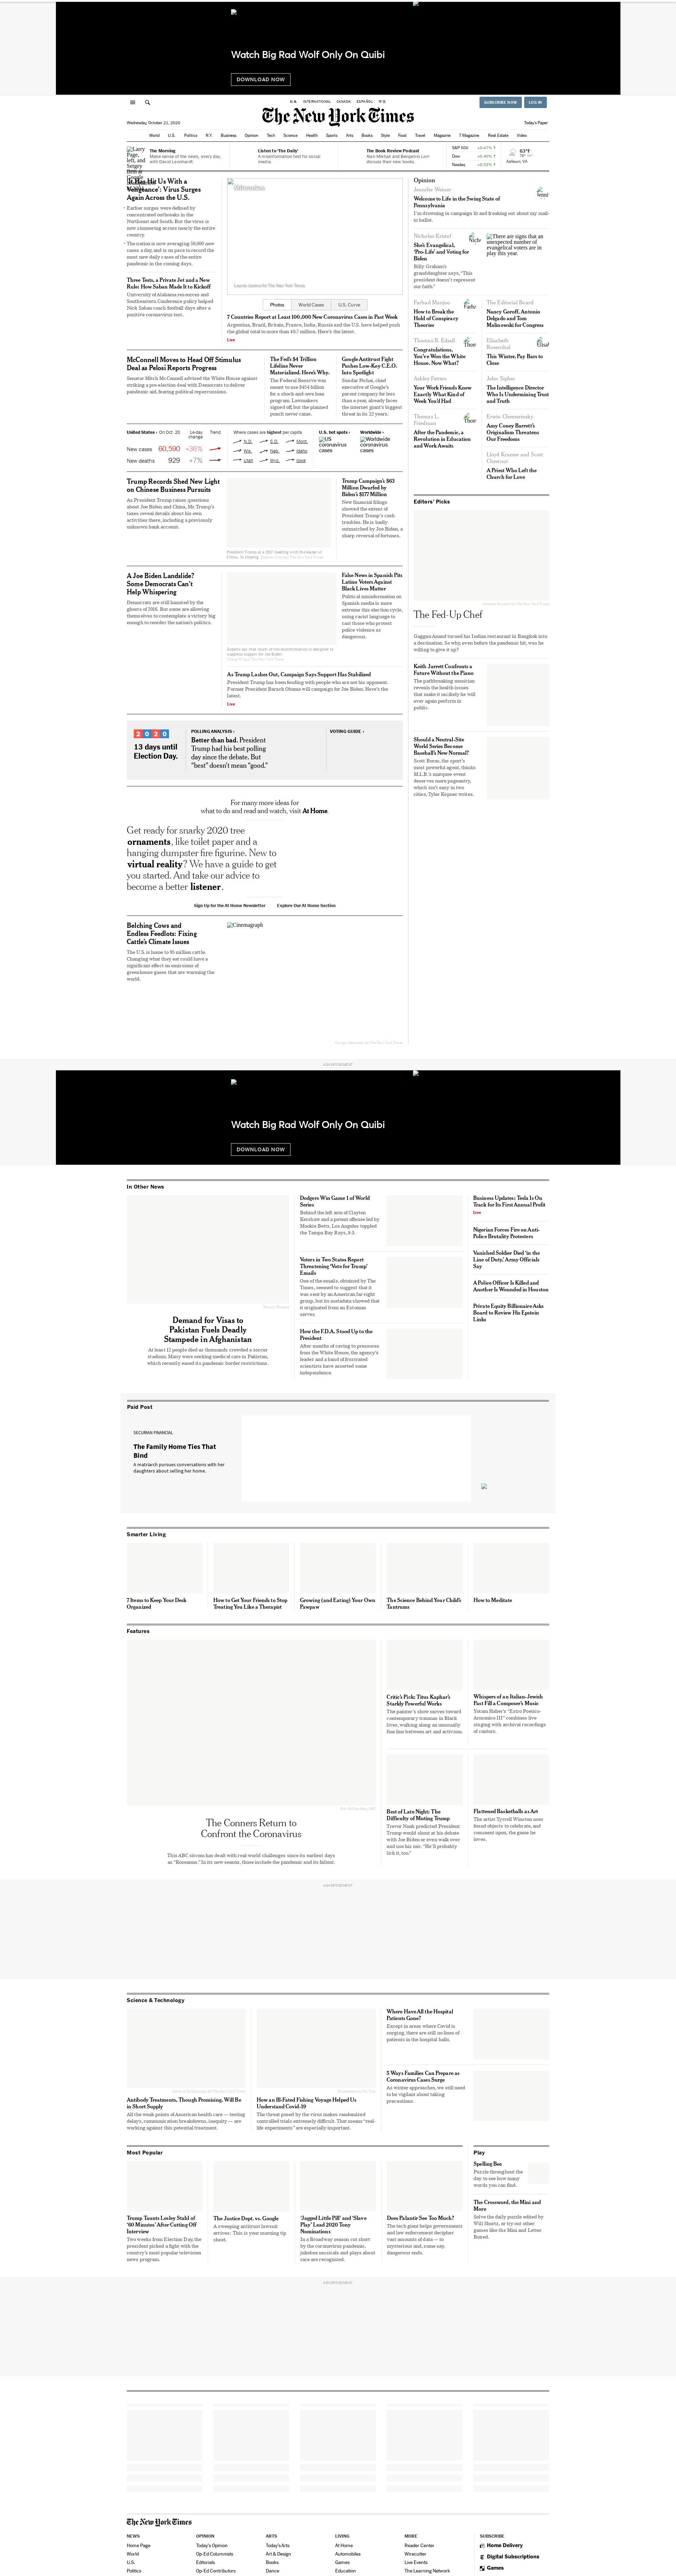 Watch Big Rad Wolf Only On Quibi
DOWNLOAD NOW
U.S. INTERNATIONAL CANADA ESPAÑOL 中文
SUBSCRIBE NOW LOG IN
The New York Times
Wednesday, October 21, 2020
Today's Paper
World U.S. Politics N.Y. Business Opinion Tech Science Health Sports Arts Books Style Food Travel Magazine T Magazine Real Estate Video
The Morning
Make sense of the news, every day, with David Leonhardt.
Listen to 'The Daily'
A misinformation test for social media.
The Book Review Podcast
Alan Mikhail and Benjamin Lorr discuss their new books.
S&P 500 +0.47%
Dow +0.40%
Nasdaq +0.33%
'It Has Hit Us With a
Vengeance': Virus Surges
Again Across the U.S.
Earlier surges were defined by
concentrated outbreaks in the
Northeast and South. But the virus is
now simmering across nearly the entire
country.
The nation is now averaging 59,000 new
cases a day, and is on pace to record the
most new daily cases of the entire
pandemic in the coming days.
Three Tests, a Private Jet and a New
Rule: How Saban Made It to Kickoff
University of Alabama resources and
Southeastern Conference policy helped
Nick Saban coach football days after a
positive coronavirus test.
Photos World Cases U.S. Curve
7 Countries Report at Least 100,000 New Coronavirus Cases in Past Week
Argentina, Brazil, Britain, France, India, Russia and the U.S. have helped push
the global total to more than 40.7 million. Here's the latest.
Live
McConnell Moves to Head Off Stimulus
Deal as Pelosi Reports Progress
Senator Mitch McConnell advised the White House against
striking a pre-election deal with Democrats to deliver
pandemic aid, fearing political repercussions.
The Fed's $4 Trillion
Lifeline Never
Materialized. Here's Why.
The Federal Reserve was
meant to use $454 billion
for a shock-and-awe loan
program. Lawmakers
signed off, but the planned
punch never came.
Google Antitrust Fight
Pushes Low-Key C.E.O.
Into Spotlight
Sundar Pichai, chief
executive of Google's
parent company for less
than a year, already faces
the internet giant's biggest
threat in its 22 years.
United States › On Oct. 20 14-day change Trend
New cases 60,590 +36%
New deaths 929 +7%
Where cases are highest per capita
N.D. S.D. Mont.
Wis. Neb. Idaho
Utah Wyo. Iowa
U.S. hot spots ›
US coronavirus cases
Worldwide ›
Worldwide coronavirus cases
Trump Records Shed New Light
on Chinese Business Pursuits
As President Trump raises questions
about Joe Biden and China, Mr. Trump's
taxes reveal details about his own
activities there, including a previously
unknown bank account.
Trump Campaign's $63
Million Dwarfed by
Biden's $177 Million
New financial filings
showed the extent of
President Trump's cash
troubles. He is badly
outmatched by Joe Biden, a
sharp reversal of fortunes.
A Joe Biden Landslide?
Some Democrats Can't
Help Whispering
Democrats are still haunted by the
ghosts of 2016. But some are allowing
themselves to contemplate a victory big
enough to reorder the nation's politics.
Experts say that much of the disinformation is designed to
suppress support for Joe Biden.
False News in Spanish Pits
Latino Voters Against
Black Lives Matter
Political misinformation on
Spanish media is more
extreme this election cycle,
using racist language to
cast those who protest
police violence as
dangerous.
As Trump Lashes Out, Campaign Says Support Has Stabilized
President Trump has been feuding with people who are not his opponent.
Former President Barack Obama will campaign for Joe Biden. Here's the
latest.
Live
2020
13 days until
Election Day.
POLLING ANALYSIS ›
Better than bad. President
Trump had his best polling
day since the debate. But
"best" doesn't mean "good."
VOTING GUIDE ›
For many more ideas for
what to do and read and watch, visit At Home.
Get ready for snarky 2020 tree
ornaments, like toilet paper and a
hanging dumpster fire figurine. New to
virtual reality? We have a guide to get
you started. And take our advice to
become a better listener.
Sign Up for the At Home Newsletter Explore Our At Home Section
Belching Cows and
Endless Feedlots: Fixing
Cattle's Climate Issues
The U.S. is home to 95 million cattle.
Changing what they eat could have a
significant effect on emissions of
greenhouse gases that are warming the
world.
Cinemagraph
Opinion
Jennifer Weiner
Welcome to Life in the Swing State of
Pennsylvania
I'm drowning in campaign lit and freaking out about my mail-
in ballot.
Nicholas Kristof
She's Evangelical,
'Pro-Life' and Voting for
Biden
Billy Graham's
granddaughter says, "This
president doesn't represent
our faith."
There are signs that an unexpected number of evangelical voters are in play this year.
Farhad Manjoo
How to Break the
Hold of Conspiracy
Theories
The Editorial Board
Nancy Goroff, Antonio
Delgado and Tom
Malinowski for Congress
Thomas B. Edsall
Congratulations,
You've Won the White
House. Now What?
Elizabeth Rosenthal
This Winter, Pay Bars to
Close
Ashley Fetters
Your Work Friends Knew
Exactly What Kind of
Week You'd Had
John Sipher
The Intelligence Director
Who Is Undermining Trust
and Truth
Thomas L. Friedman
After the Pandemic, a
Revolution in Education
and Work Awaits
Erwin Chemerinsky
Amy Coney Barrett's
Originalism Threatens
Our Freedoms
A Priest Who Left the
Church for Love
Editors' Picks
The Fed-Up Chef
Gaggan Anand turned his Indian restaurant in Bangkok into
a destination. So why, even before the pandemic hit, was he
willing to give it up?
Keith Jarrett Confronts a
Future Without the Piano
The pathbreaking musician
reveals the health issues
that make it unlikely he will
ever again perform in
public.
Should a Neutral-Site
World Series Become
Baseball's New Normal?
Scott Boras, the sport's
most powerful agent, thinks
M.L.B.'s marquee event
deserves more pageantry,
which isn't easy in two
cities, Tyler Kepner writes.
ADVERTISEMENT
Watch Big Rad Wolf Only On Quibi
DOWNLOAD NOW
In Other News
Demand for Visas to
Pakistan Fuels Deadly
Stampede in Afghanistan
At least 12 people died as thousands crowded a soccer
stadium. Many were seeking medical care in Pakistan,
which recently eased its pandemic border restrictions.
Dodgers Win Game 1 of World
Series
Behind the left arm of Clayton
Kershaw and a potent offense led by
Mookie Betts, Los Angeles toppled
the Tampa Bay Rays, 8-3.
Voters in Two States Report
Threatening 'Vote for Trump'
Emails
One of the emails, obtained by The
Times, seemed to suggest that it
was sent by an American far-right
group, but its metadata showed that
it originated from an Estonian
server.
How the F.D.A. Stood Up to the
President
After months of caving to pressures
from the White House, the agency's
leader and a band of frustrated
scientists have asserted some
independence.
Business Updates: Tesla Is On
Track for Its First Annual Profit
Live
Nigerian Forces Fire on Anti-
Police Brutality Protesters
Vanished Soldier Died 'in the
Line of Duty,' Army Officials
Say
A Police Officer Is Killed and
Another Is Wounded in Houston
Private Equity Billionaire Asks
Board to Review His Epstein
Links
Paid Post
SECURIAN FINANCIAL
The Family Home Ties That
Bind
A matriarch pursues conversations with her
daughters about selling her home.
Smarter Living
7 Items to Keep Your Desk
Organized
How to Get Your Friends to Stop
Treating You Like a Therapist
Growing (and Eating) Your Own
Pawpaw
The Science Behind Your Child's
Tantrums
How to Meditate
Features
The Conners Return to
Confront the Coronavirus
This ABC sitcom has dealt with real-world challenges since its earliest days
as "Roseanne." In its new season, those include the pandemic and its fallout.
Critic's Pick: Titus Kaphar's
Starkly Powerful Works
The painter's show moves toward
contemporary traumas in Black
lives, walking along an unusually
fine line between art and activism.
Whispers of an Italian-Jewish
Past Fill a Composer's Music
Yotam Haber's "Estro Poetico-
Armonico III" combines live
singing with archival recordings
of cantors.
Best of Late Night: The
Difficulty of Muting Trump
Trevor Noah predicted President
Trump would shout at his debate
with Joe Biden or even walk over
and use his mic. "He'll probably
lick it, too."
Flattened Basketballs as Art
The artist Tyrrell Winston uses
found objects to celebrate, and
comment upon, the game he
loves.
ADVERTISEMENT
Science & Technology
Antibody Treatments, Though Promising, Will Be
in Short Supply
All the weak points of American health care — testing
delays, communication breakdowns, inequity — are
working against this potential treatment.
How an Ill-Fated Fishing Voyage Helped Us
Understand Covid-19
The threat posed by the virus makes randomized
controlled trials extremely difficult. That means "real-
life experiments" are especially important.
Where Have All the Hospital
Patients Gone?
Except in areas where Covid is
surging, there are still no lines of
patients in the hospital halls.
5 Ways Families Can Prepare as
Coronavirus Cases Surge
As winter approaches, we still need
to be vigilant about taking
precautions.
Most Popular
Trump Taunts Lesley Stahl of
'60 Minutes' After Cutting Off
Interview
Two weeks from Election Day, the
president picked a fight with the
country's most popular television
news program.
The Justice Dept. vs. Google
A sweeping antitrust lawsuit
arrives: This is your morning tip
sheet.
'Jagged Little Pill' and 'Slave
Play' Lead 2020 Tony
Nominations
In a Broadway season cut short
by the coronavirus pandemic,
jukebox musicals and plays about
race are recognized.
Does Palantir See Too Much?
The tech giant helps governments
and law enforcement decipher
vast amounts of data — to
mysterious and, some say,
dangerous ends.
Play
Spelling Bee
Puzzle throughout the
day to see how many
words you can find.
The Crossword, the Mini and
More
Solve the daily puzzle edited by
Will Shortz, or try other
games like the Mini and Letter
Boxed.
ADVERTISEMENT
The New York Times
NEWS OPINION ARTS LIVING MORE SUBSCRIBE
Home Page Today's Opinion Today's Arts At Home Reader Center Home Delivery
World Op-Ed Columnists Art & Design Automobiles Wirecutter Digital Subscriptions
U.S. Editorials Books Games Live Events Games
Politics Op-Ed Contributors Dance Education The Learning Network